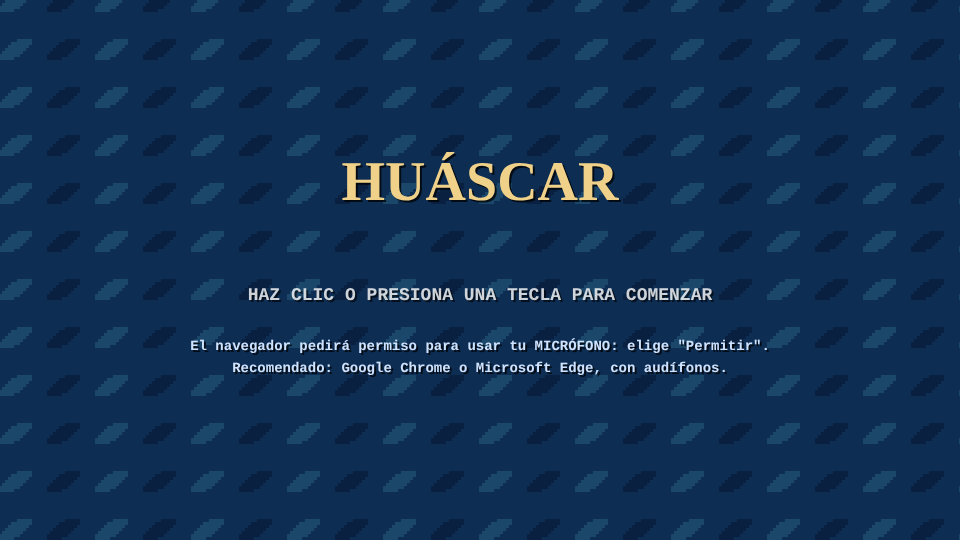 HUÁSCAR
HAZ CLIC O PRESIONA UNA TECLA PARA COMENZAR
El navegador pedirá permiso para usar tu MICRÓFONO: elige "Permitir".
Recomendado: Google Chrome o Microsoft Edge, con audífonos.